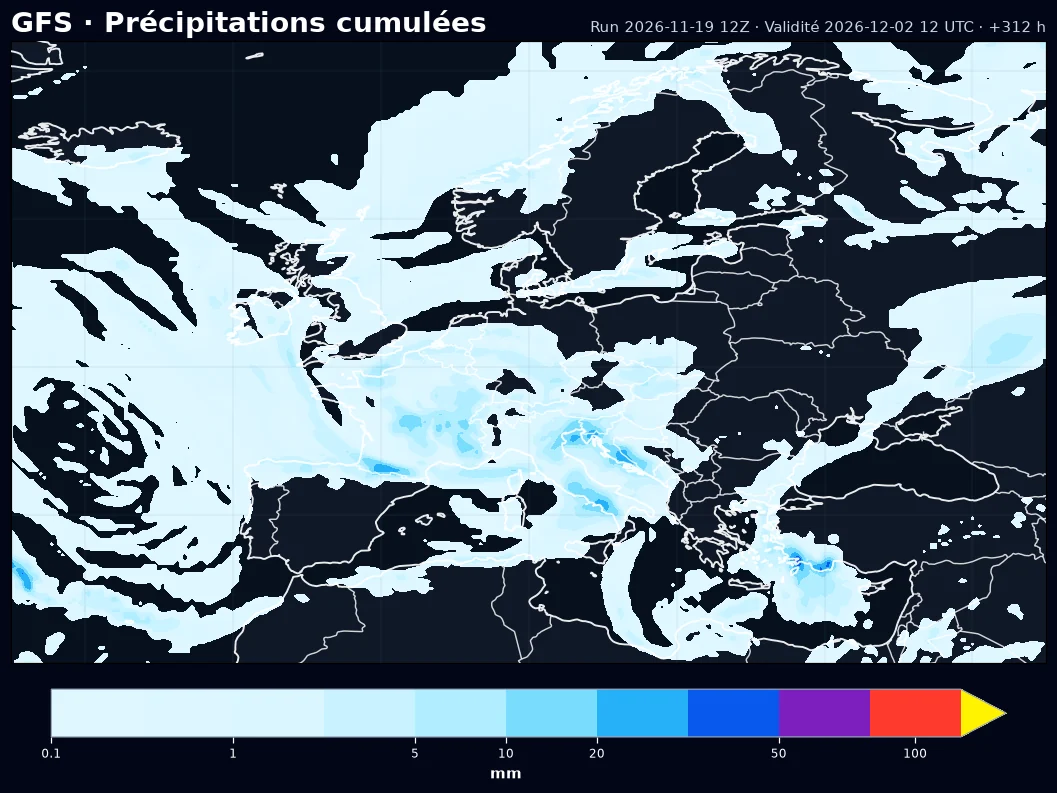 GFS · Précipitations cumulées
Run 2026-11-19 12Z · Validité 2026-12-02 12 UTC · +312 h
0.1 1 5 10 20 50 100
mm